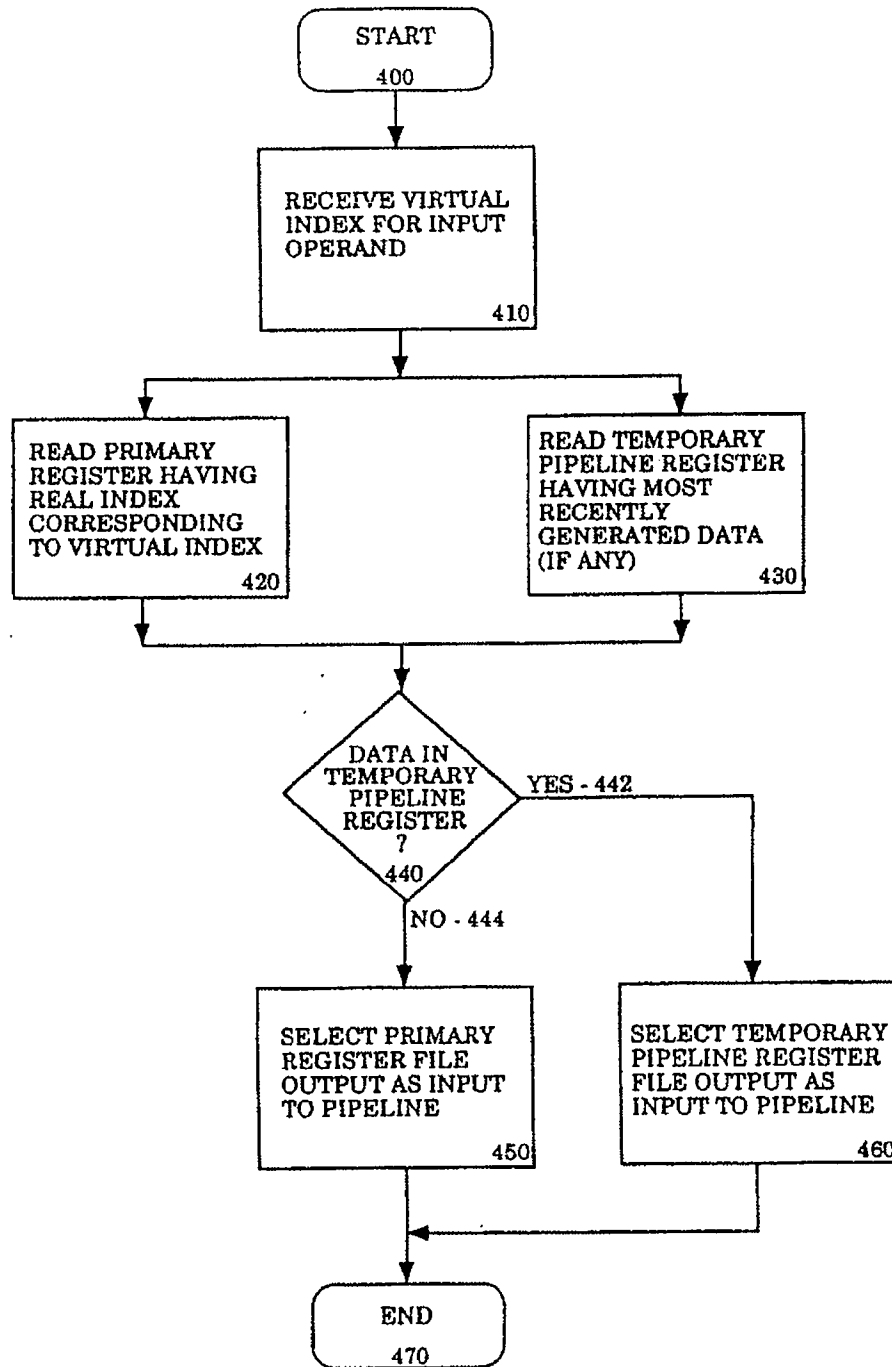 START
400
RECEIVE VIRTUAL
INDEX FOR INPUT
OPERAND
410
READ PRIMARY
REGISTER HAVING
REAL INDEX
CORRESPONDING
TO VIRTUAL INDEX
420
READ TEMPORARY
PIPELINE REGISTER
HAVING MOST
RECENTLY
GENERATED DATA
(IF ANY)
430
DATA IN
TEMPORARY
PIPELINE
REGISTER
?
440
YES - 442
NO - 444
SELECT PRIMARY
REGISTER FILE
OUTPUT AS INPUT
TO PIPELINE
450
SELECT TEMPORARY
PIPELINE REGISTER
FILE OUTPUT AS
INPUT TO PIPELINE
460
END
470